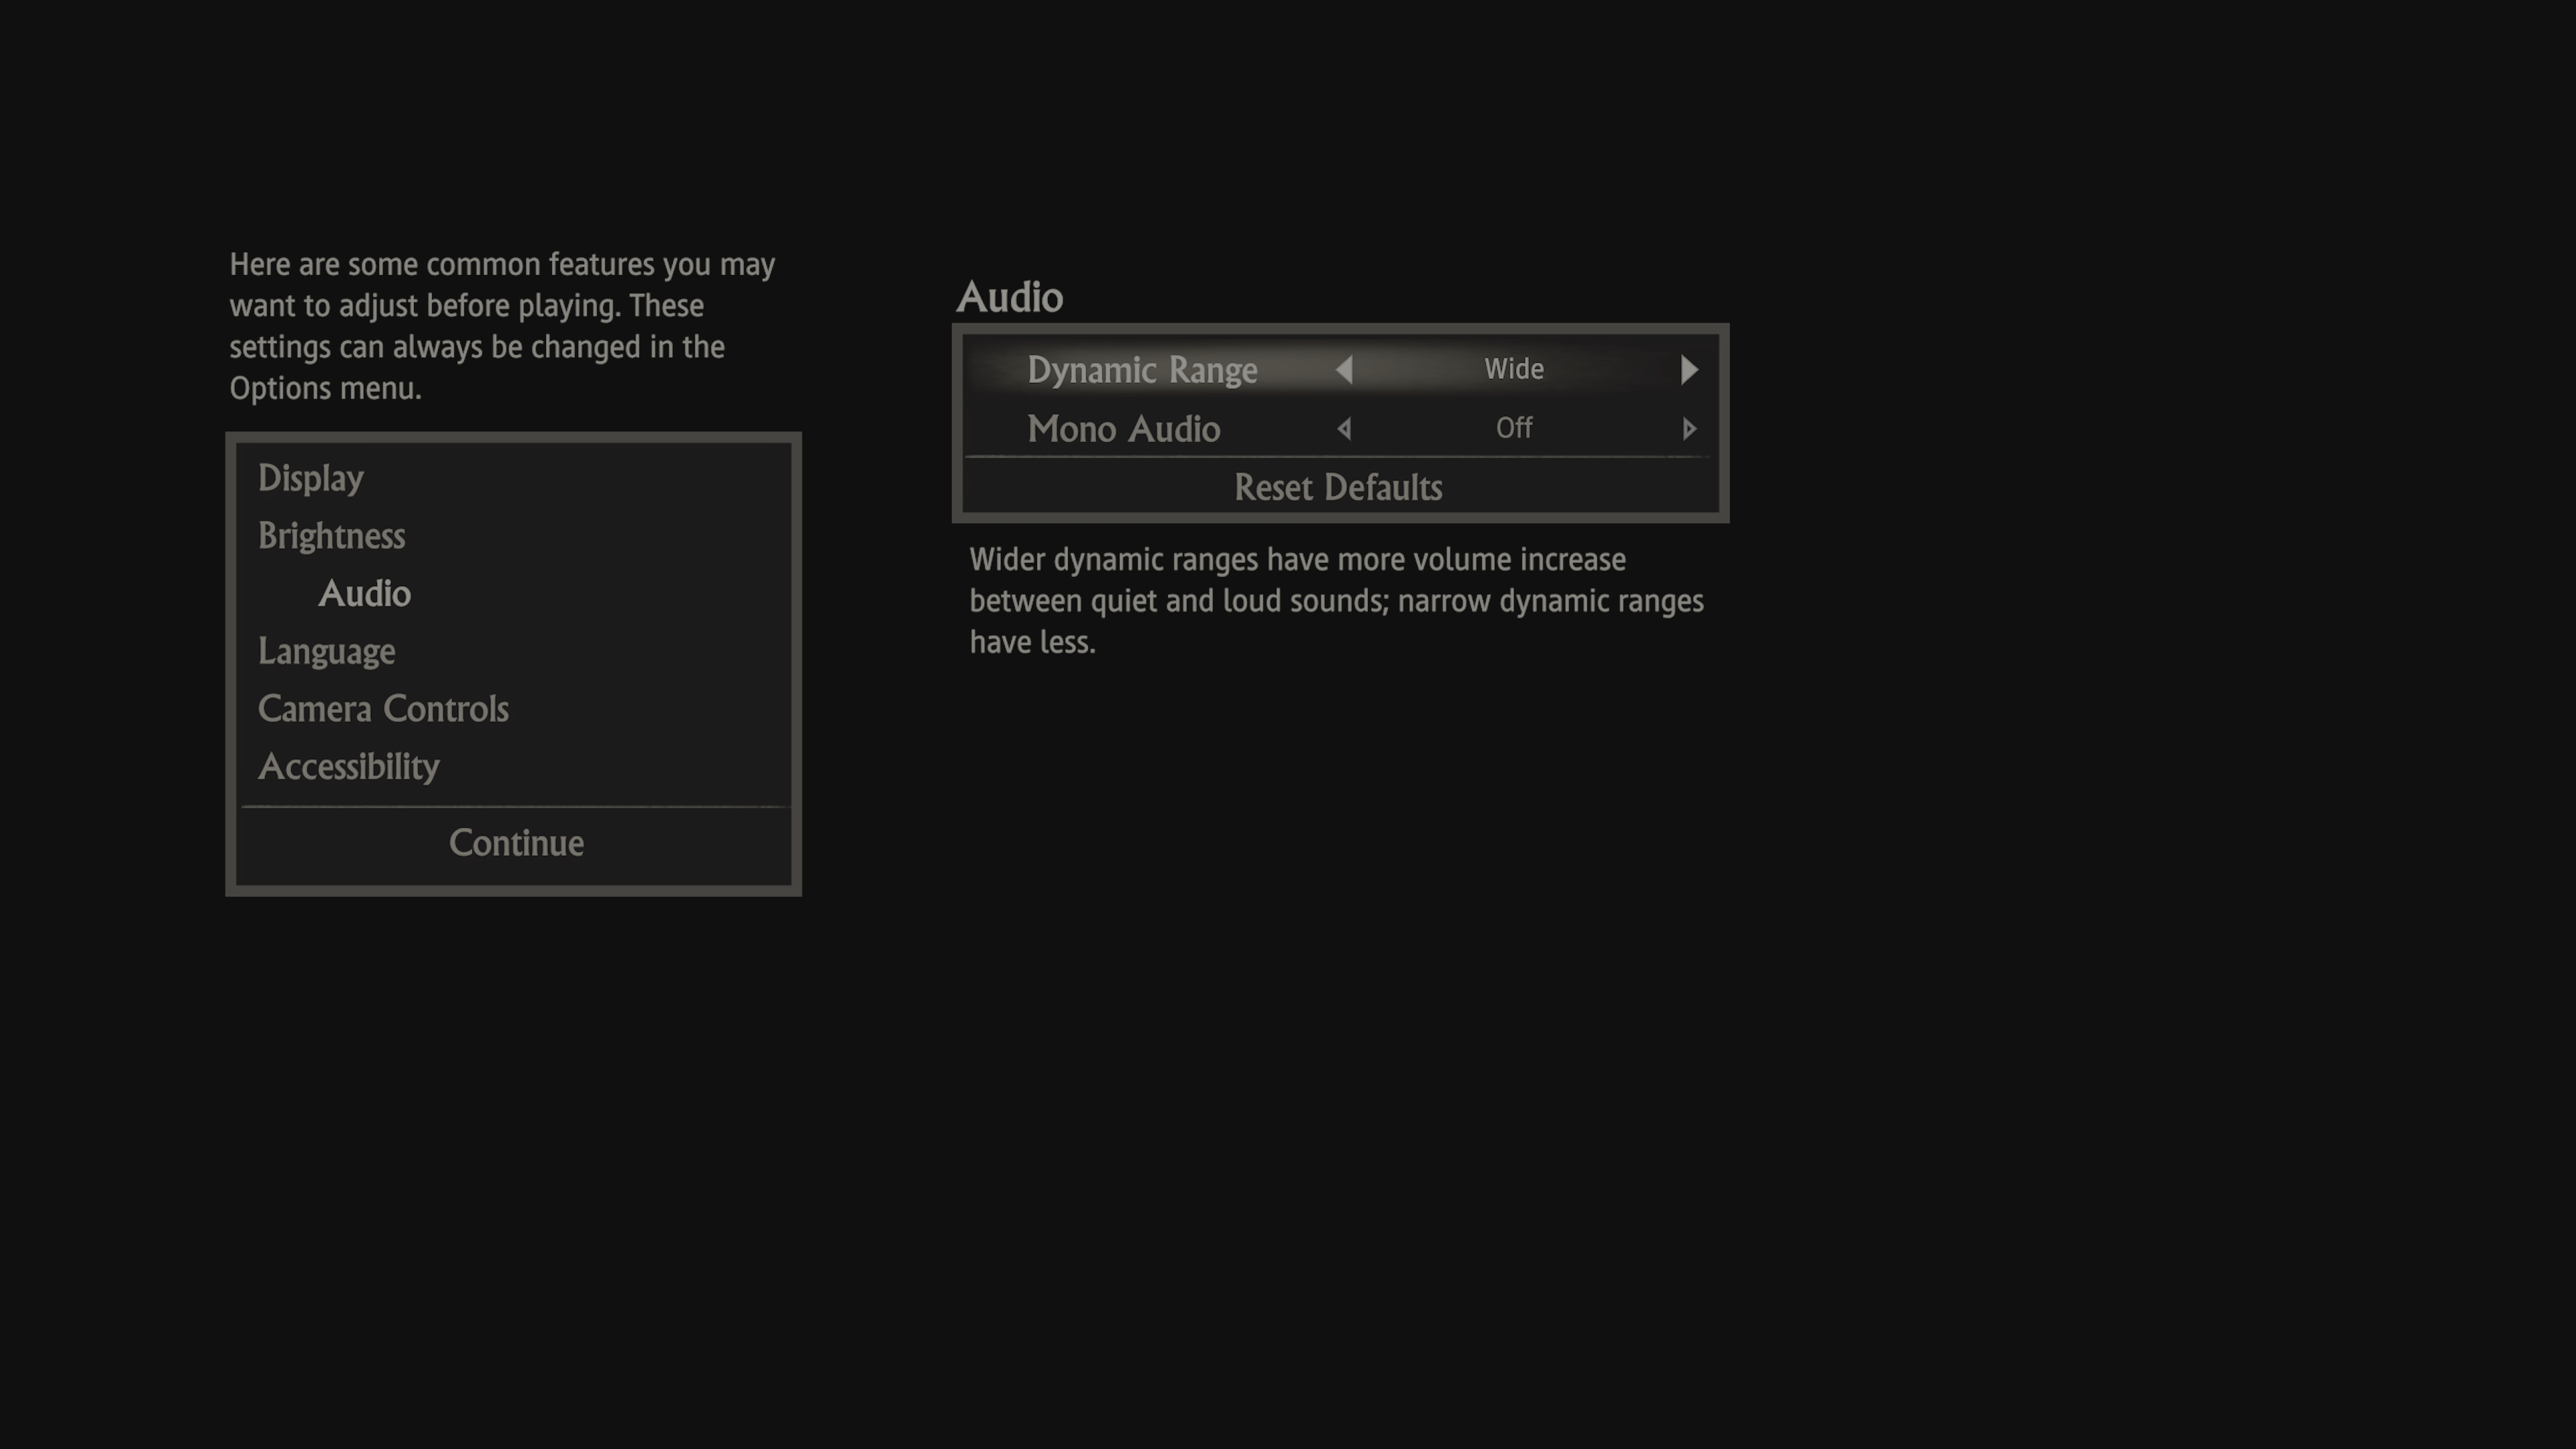 Here are some common features you may
want to adjust before playing. These
settings can always be changed in the
Options menu.
Display
Brightness
Audio
Language
Camera Controls
Accessibility
Continue
Audio
Dynamic Range Wide
Mono Audio Off
Reset Defaults
Wider dynamic ranges have more volume increase
between quiet and loud sounds; narrow dynamic ranges
have less.